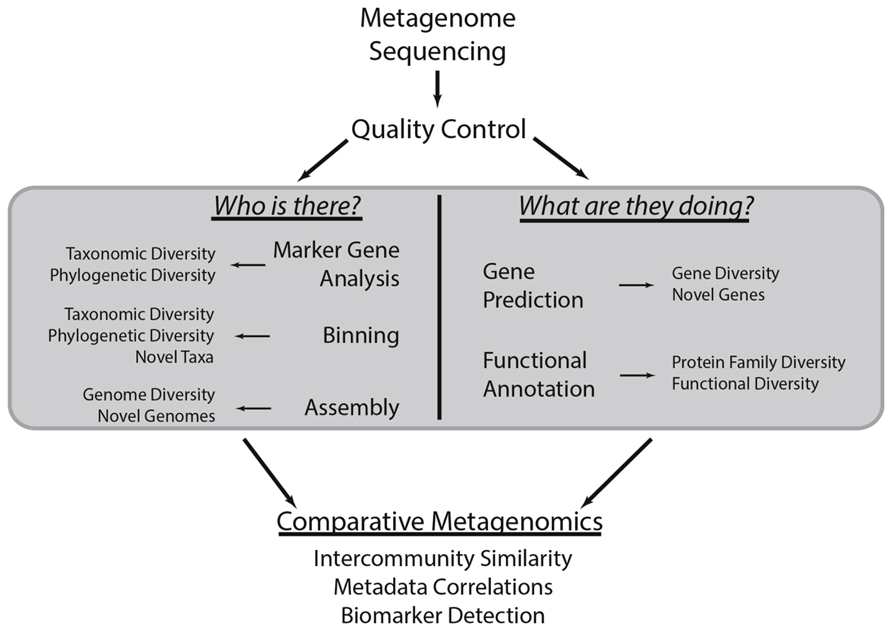 Metagenome
Sequencing
Quality Control
Who is there?
Taxonomic Diversity
Phylogenetic Diversity
Marker Gene
Analysis
Taxonomic Diversity
Phylogenetic Diversity
Novel Taxa
Binning
Genome Diversity
Novel Genomes
Assembly
What are they doing?
Gene
Prediction
Gene Diversity
Novel Genes
Functional
Annotation
Protein Family Diversity
Functional Diversity
Comparative Metagenomics
Intercommunity Similarity
Metadata Correlations
Biomarker Detection